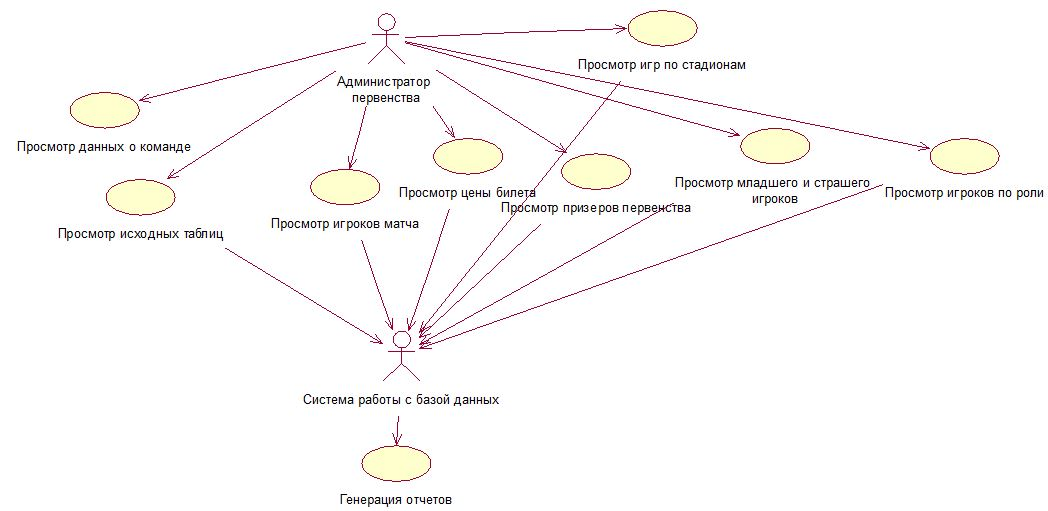 Просмотр игр по стадионам
Администратор
первенства
Просмотр данных о команде
Просмотр цены билета
Просмотр младшего и страшего
игроков
Просмотр игроков по роли
Просмотр призеров первенства
Просмотр игроков матча
Просмотр исходных таблиц
Система работы с базой данных
Генерация отчетов